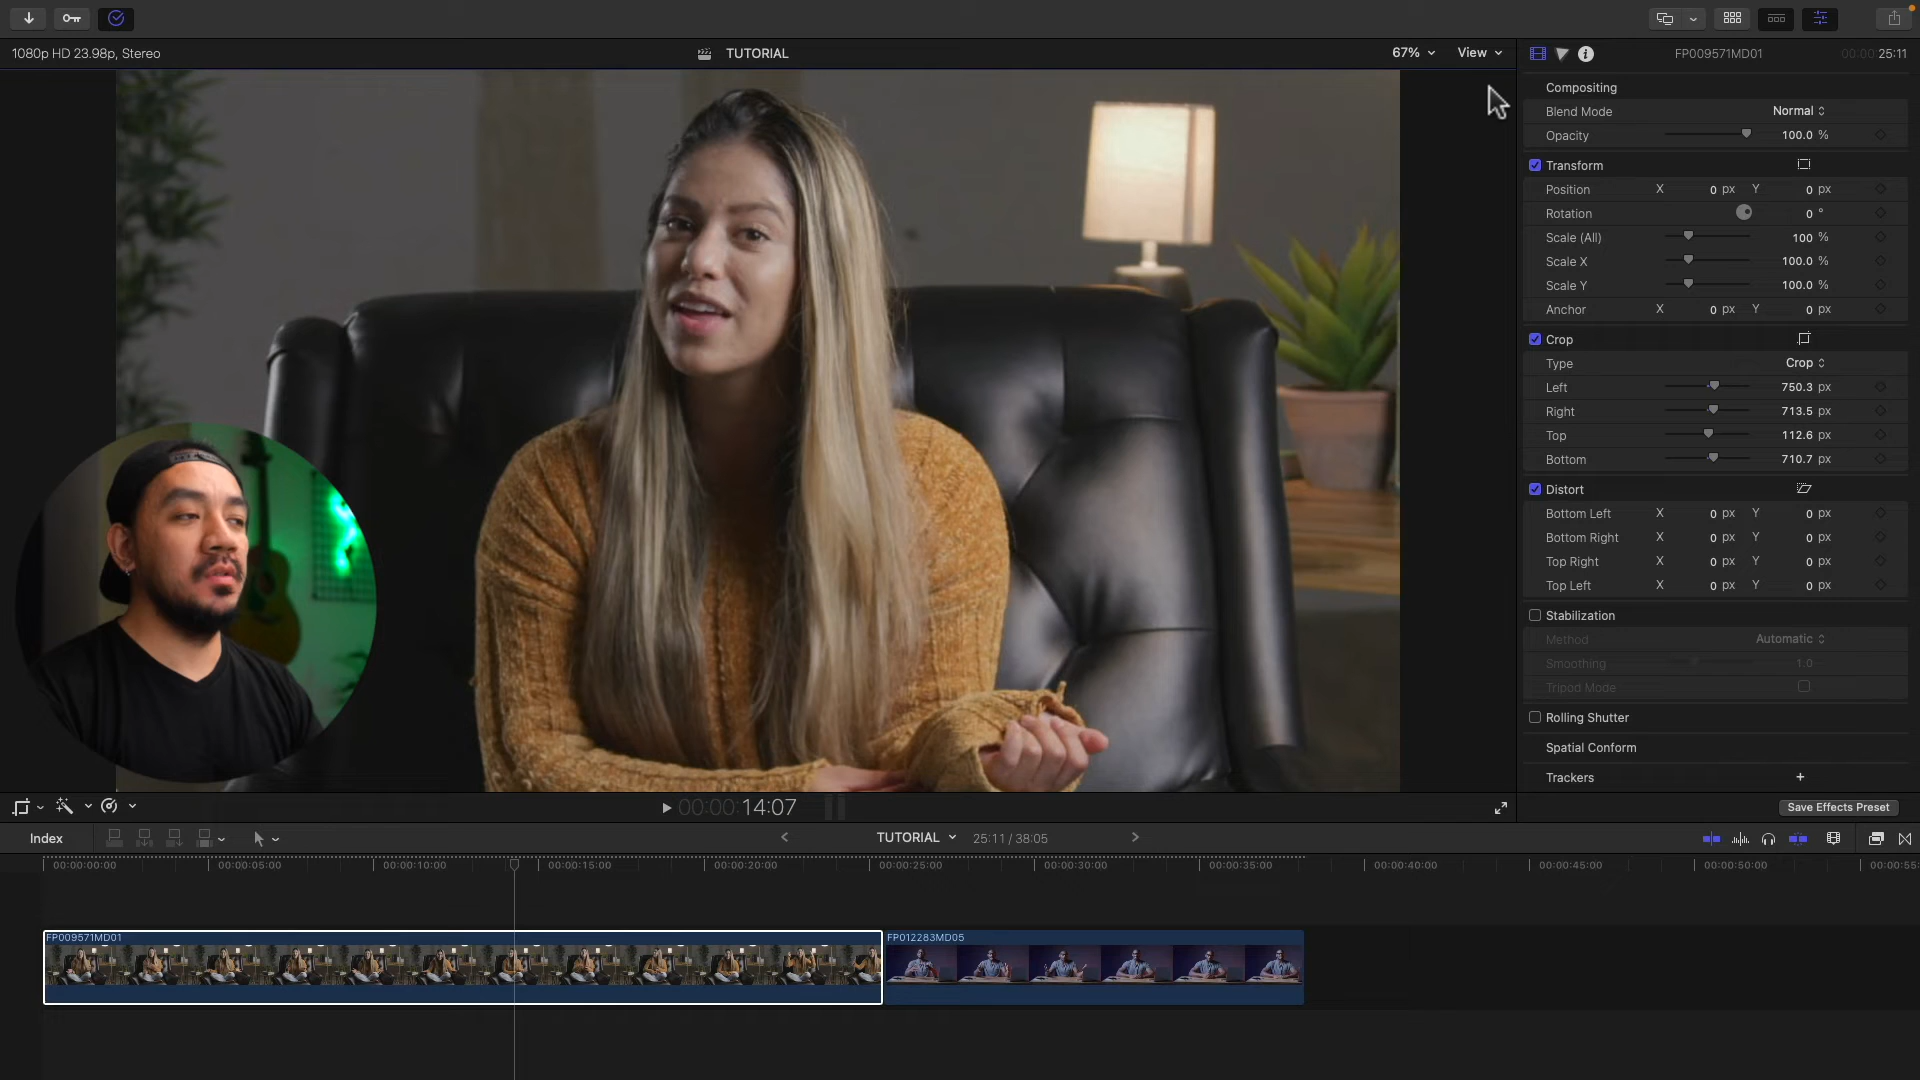 1080p HD 23.98p, Stereo
TUTORIAL
67%
View
FP009571MD01
00:00:25:11
Compositing
Blend Mode
Normal
Opacity
100.0 %
Transform
Position X 0 px Y 0 px
Rotation 0 °
Scale (All) 100 %
Scale X 100.0 %
Scale Y 100.0 %
Anchor X 0 px Y 0 px
Crop
Type Crop
Left 750.3 px
Right 713.5 px
Top 112.6 px
Bottom 710.7 px
Distort
Bottom Left X 0 px Y 0 px
Bottom Right X 0 px Y 0 px
Top Right X 0 px Y 0 px
Top Left X 0 px Y 0 px
Stabilization
Method Automatic
Smoothing 1.0
Tripod Mode
Rolling Shutter
Spatial Conform
Trackers +
00:00:14:07
Save Effects Preset
Index
TUTORIAL
25:11 / 38:05
00:00:00:00 00:00:05:00 00:00:10:00 00:00:15:00 00:00:20:00 00:00:25:00 00:00:30:00 00:00:35:00 00:00:40:00 00:00:45:00 00:00:50:00 00:00:55:
FP009571MD01
FP012283MD05